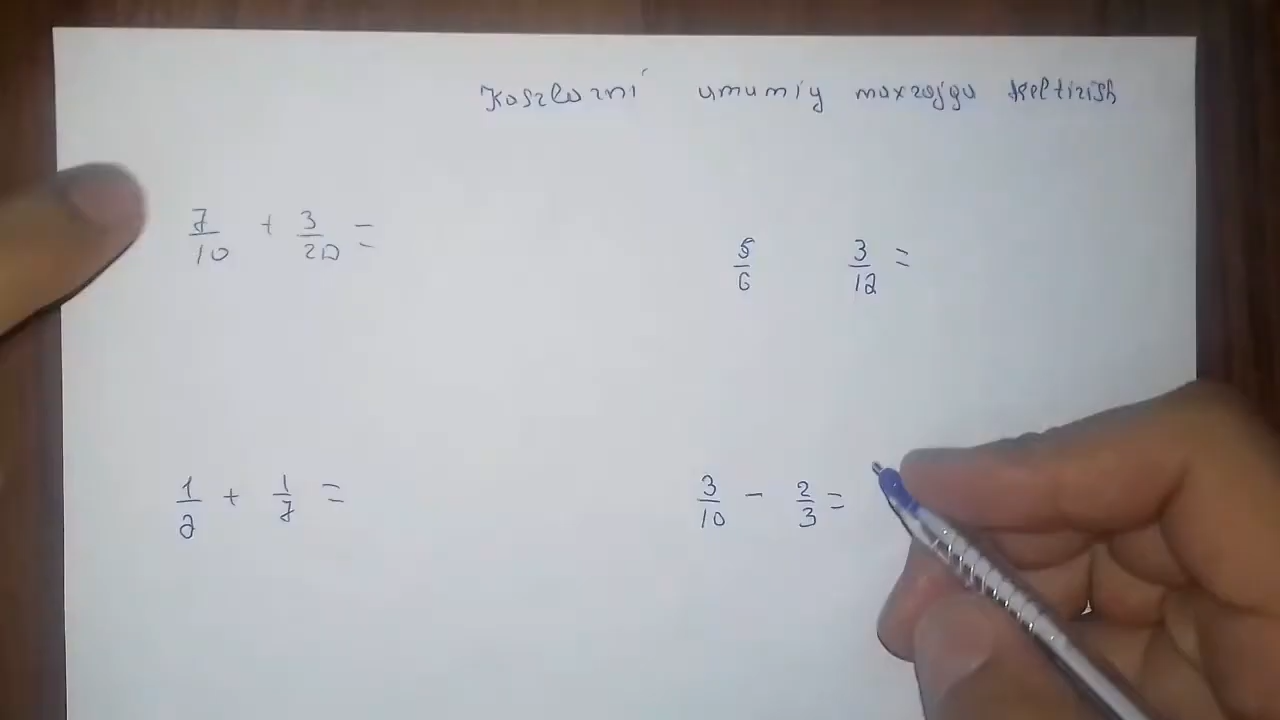 Kasrlarni umumiy maxrajga keltirish
7/10 + 3/20 =
5/6 3/12 =
1/2 + 1/7 =
3/10 - 2/3 =